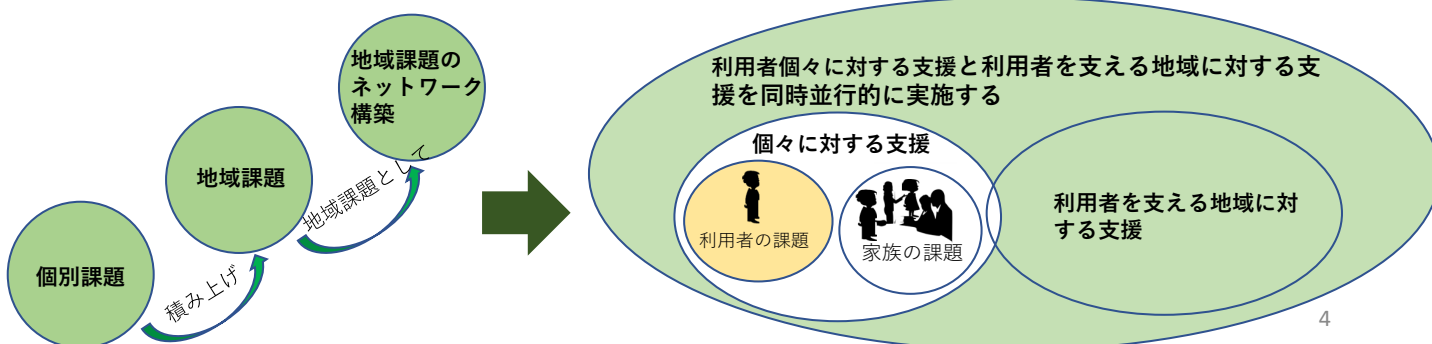 個別課題
積み上げ
地域課題
地域課題として
地域課題の
ネットワーク
構築
利用者個々に対する支援と利用者を支える地域に対する支
援を同時並行的に実施する
個々に対する支援
利用者の課題
家族の課題
利用者を支える地域に対
する支援
4